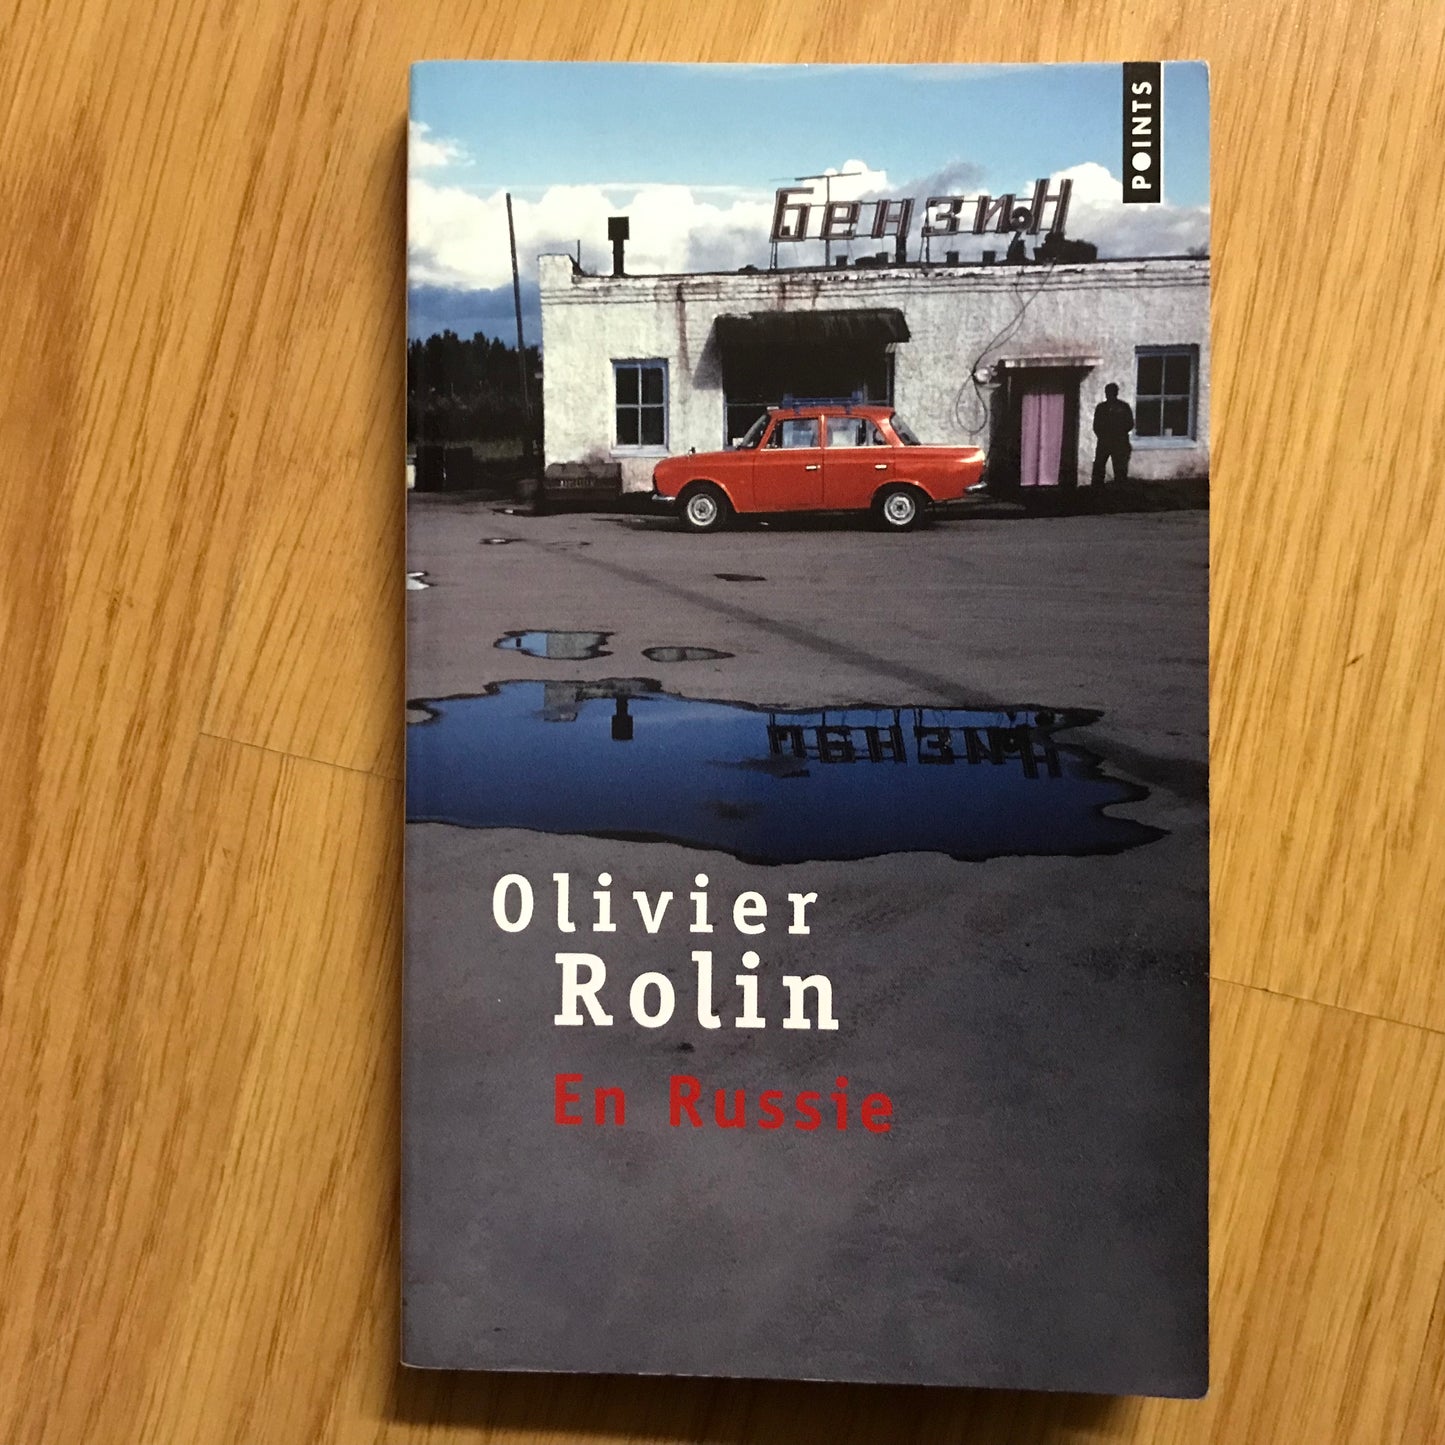 POINTS
бензин
Olivier
Rolin
En Russie